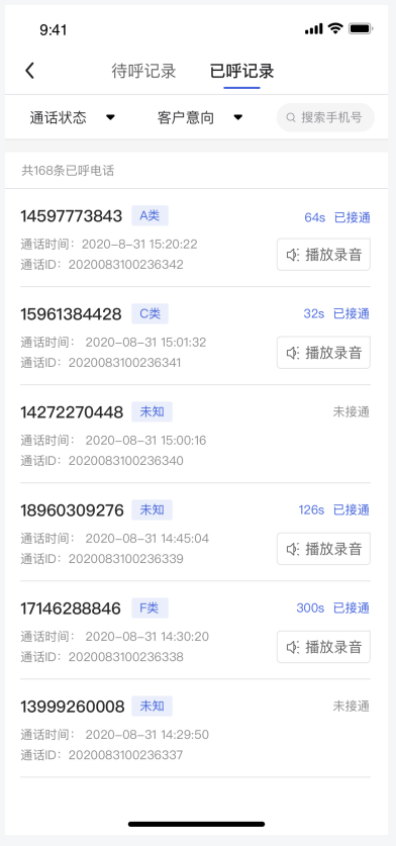 9:41
待呼记录 已呼记录
通话状态 客户意向 搜索手机号
共168条已呼电话
14597773843 A类 64s 已接通
通话时间：2020-8-31 15:20:22
播放录音
通话ID：2020083100236342
15961384428 C类 32s 已接通
通话时间： 2020-08-31 15:01:32
播放录音
通话ID：2020083100236341
14272270448 未知 未接通
通话时间： 2020-08-31 15:00:16
通话ID：2020083100236340
18960309276 未知 126s 已接通
通话时间： 2020-08-31 14:45:04
播放录音
通话ID：2020083100236339
17146288846 F类 300s 已接通
通话时间： 2020-08-31 14:30:20
播放录音
通话ID：2020083100236338
13999260008 未知 未接通
通话时间： 2020-08-31 14:29:50
通话ID：2020083100236337